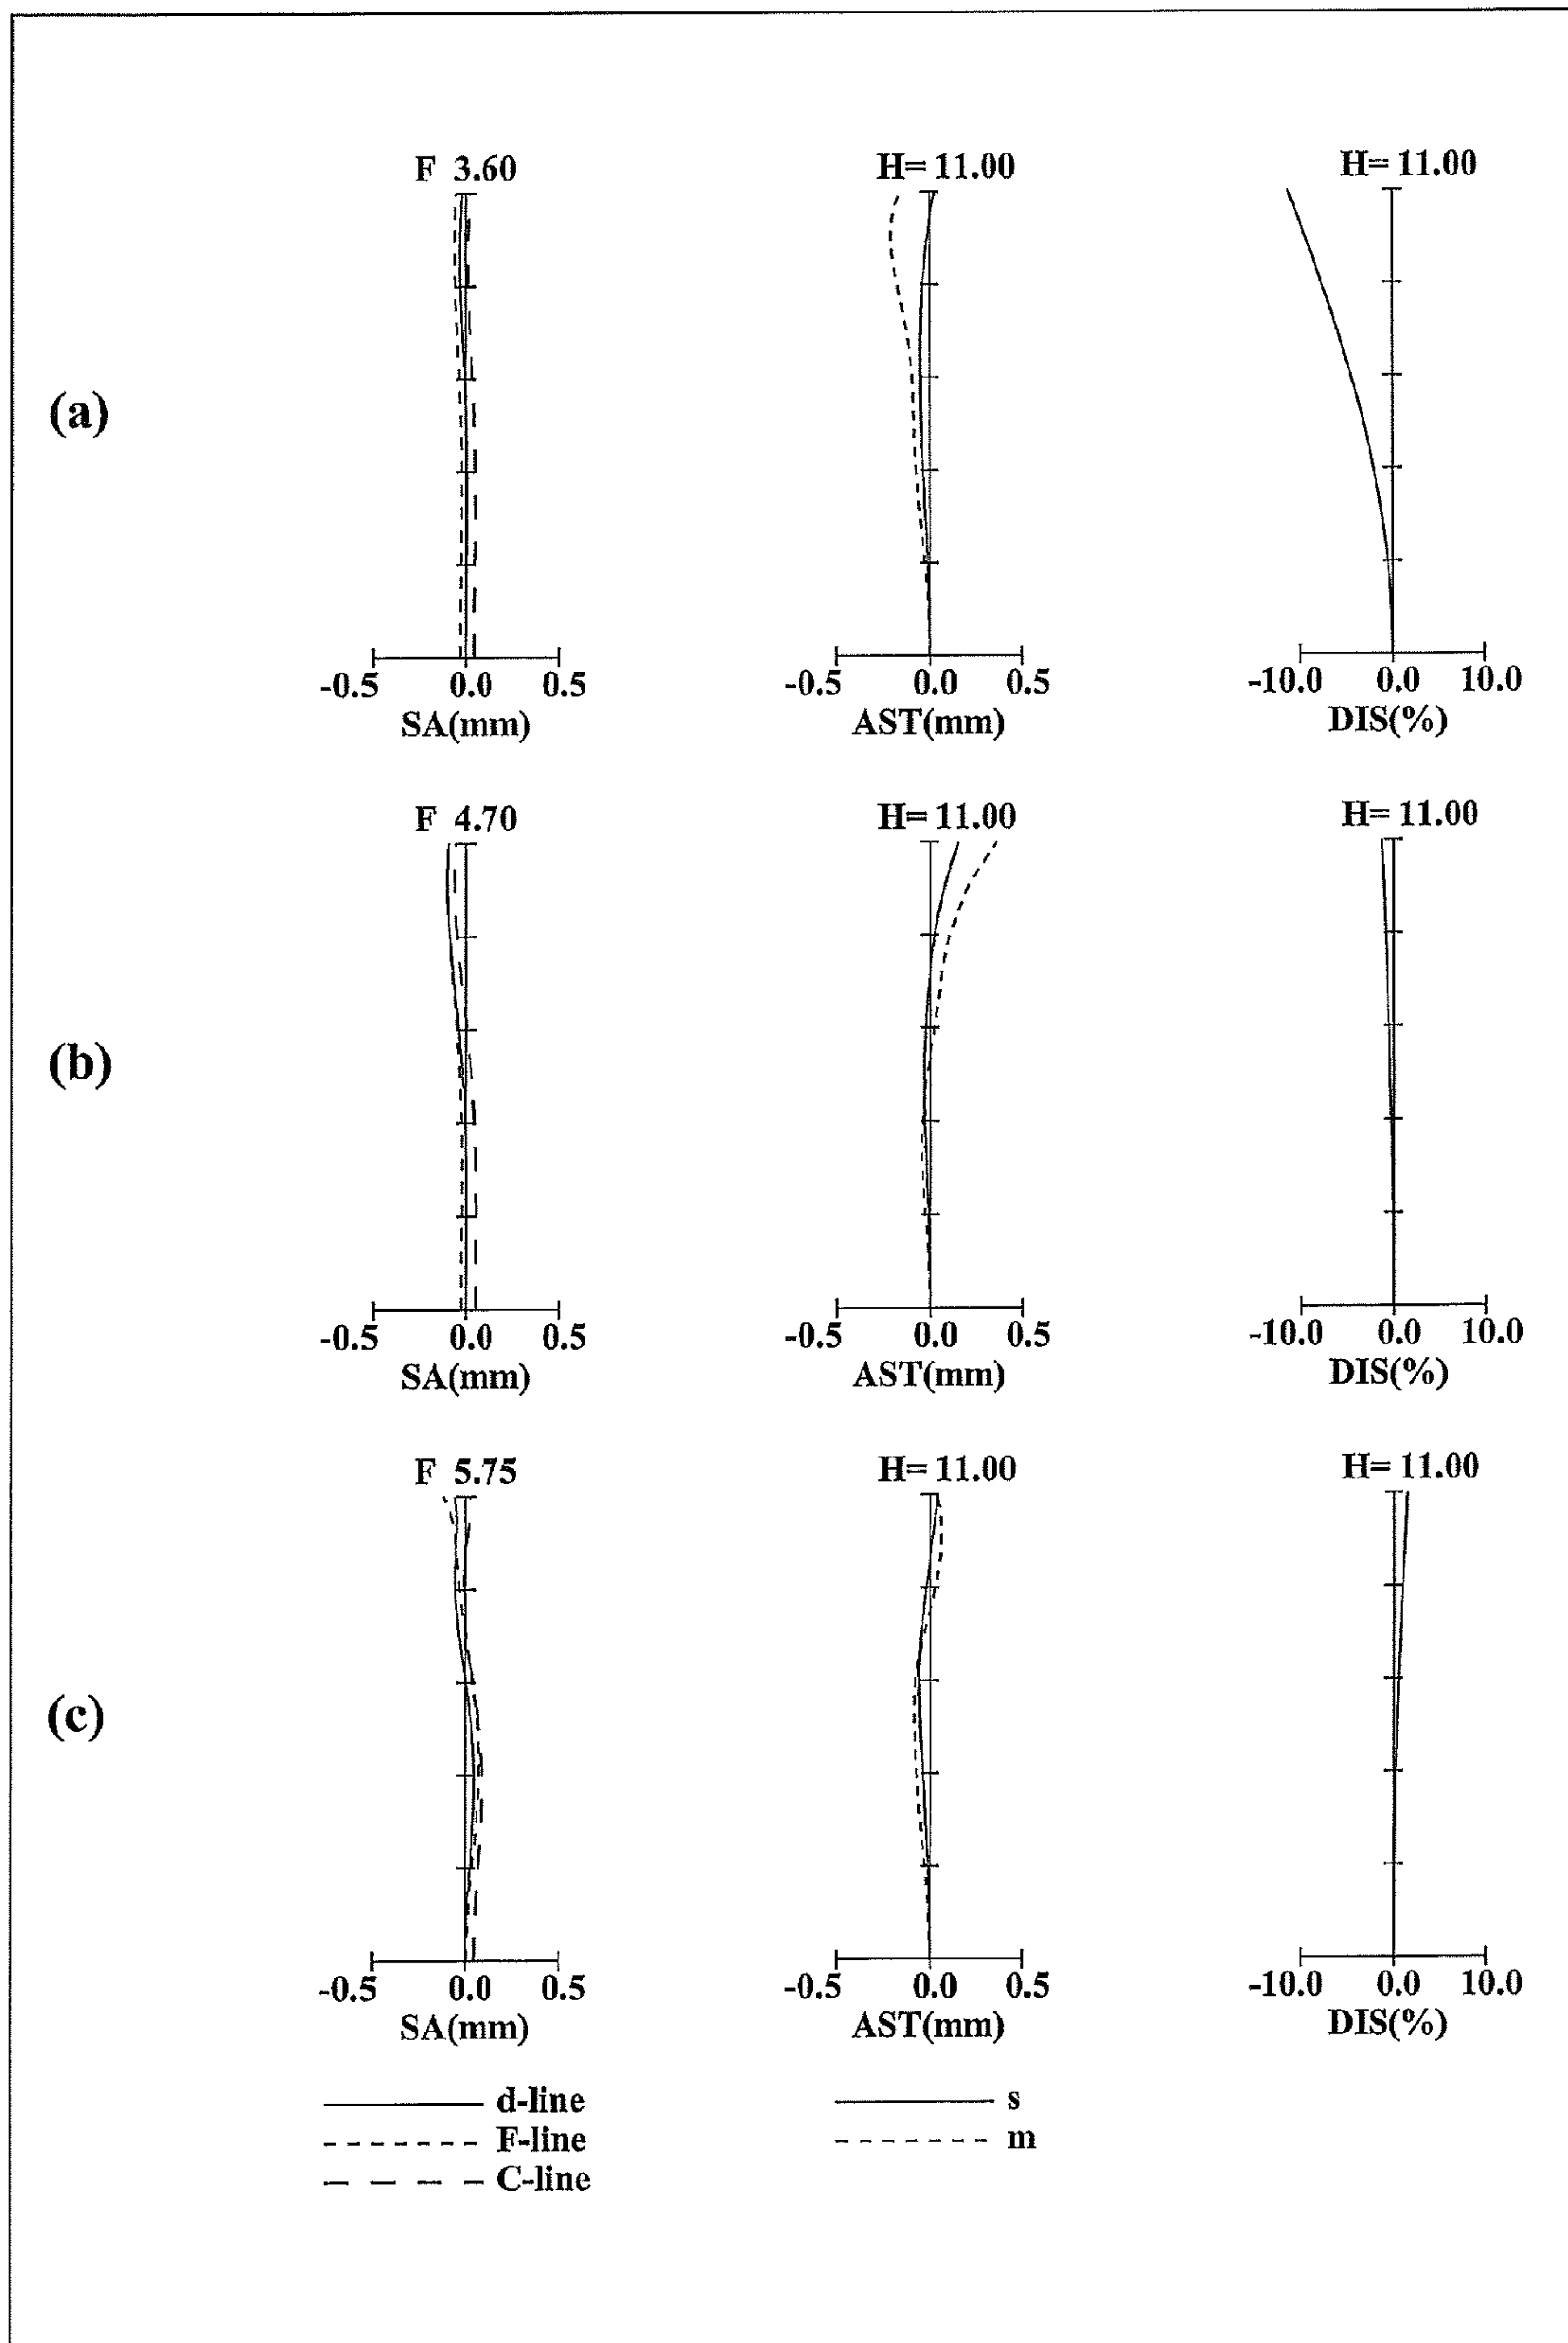 F 3.60 H= 11.00 H= 11.00
(a)
-0.5 0.0 0.5 -0.5 0.0 0.5 -10.0 0.0 10.0
SA(mm) AST(mm) DIS(%)
F 4.70 H= 11.00 H= 11.00
(b)
-0.5 0.0 0.5 -0.5 0.0 0.5 -10.0 0.0 10.0
SA(mm) AST(mm) DIS(%)
F 5.75 H= 11.00 H= 11.00
(c)
-0.5 0.0 0.5 -0.5 0.0 0.5 -10.0 0.0 10.0
SA(mm) AST(mm) DIS(%)
d-line s
F-line m
C-line